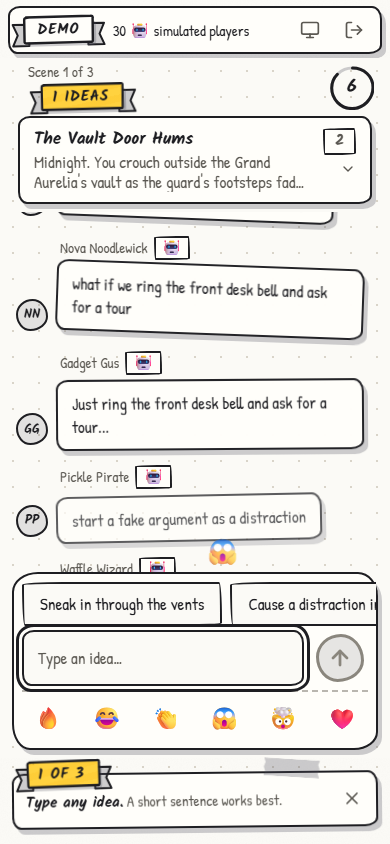 DEMO
30 simulated players
Scene 1 of 3
1 IDEAS
6
The Vault Door Hums
2
Midnight. You crouch outside the Grand
Aurelia's vault as the guard's footsteps fad...
Nova Noodlewick
what if we ring the front desk bell and ask
for a tour
NN
Gadget Gus
Just ring the front desk bell and ask for a
tour...
GG
Pickle Pirate
start a fake argument as a distraction
PP
Waffle Wizard
Sneak in through the vents
Cause a distraction in
Type an idea...
1 OF 3
Type any idea. A short sentence works best.